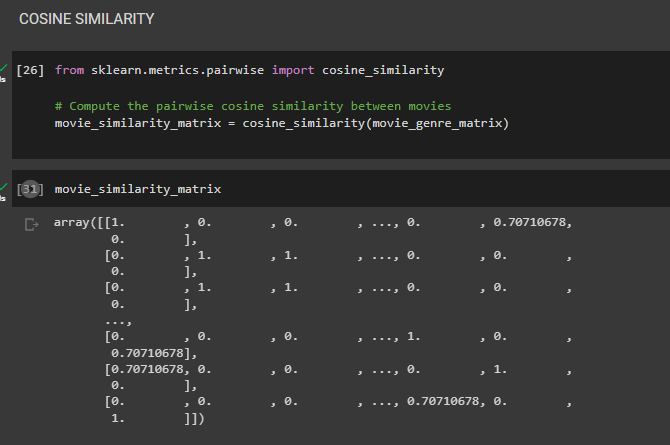 COSINE SIMILARITY
[26] from sklearn.metrics.pairwise import cosine_similarity
# Compute the pairwise cosine similarity between movies
movie_similarity_matrix = cosine_similarity(movie_genre_matrix)
[31] movie_similarity_matrix
array([[1.        , 0.        , 0.        , ..., 0.        , 0.70710678,
        0.        ],
       [0.        , 1.        , 1.        , ..., 0.        , 0.        ,
        0.        ],
       [0.        , 1.        , 1.        , ..., 0.        , 0.        ,
        0.        ],
       ...,
       [0.        , 0.        , 0.        , ..., 1.        , 0.        ,
        0.70710678],
       [0.70710678, 0.        , 0.        , ..., 0.        , 1.        ,
        0.        ],
       [0.        , 0.        , 0.        , ..., 0.70710678, 0.        ,
        1.        ]])